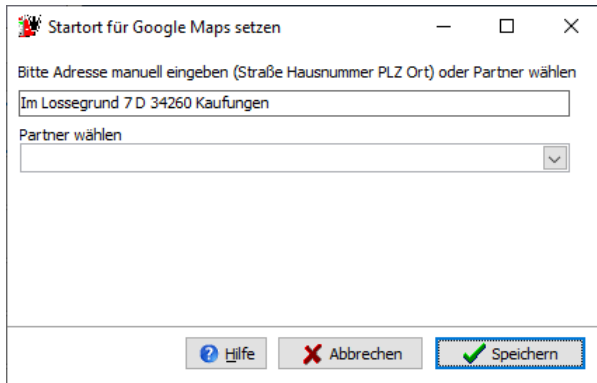 Startort für Google Maps setzen
Bitte Adresse manuell eingeben (Straße Hausnummer PLZ Ort) oder Partner wählen
Im Lossegrund 7 D 34260 Kaufungen
Partner wählen
Hilfe
Abbrechen
Speichern